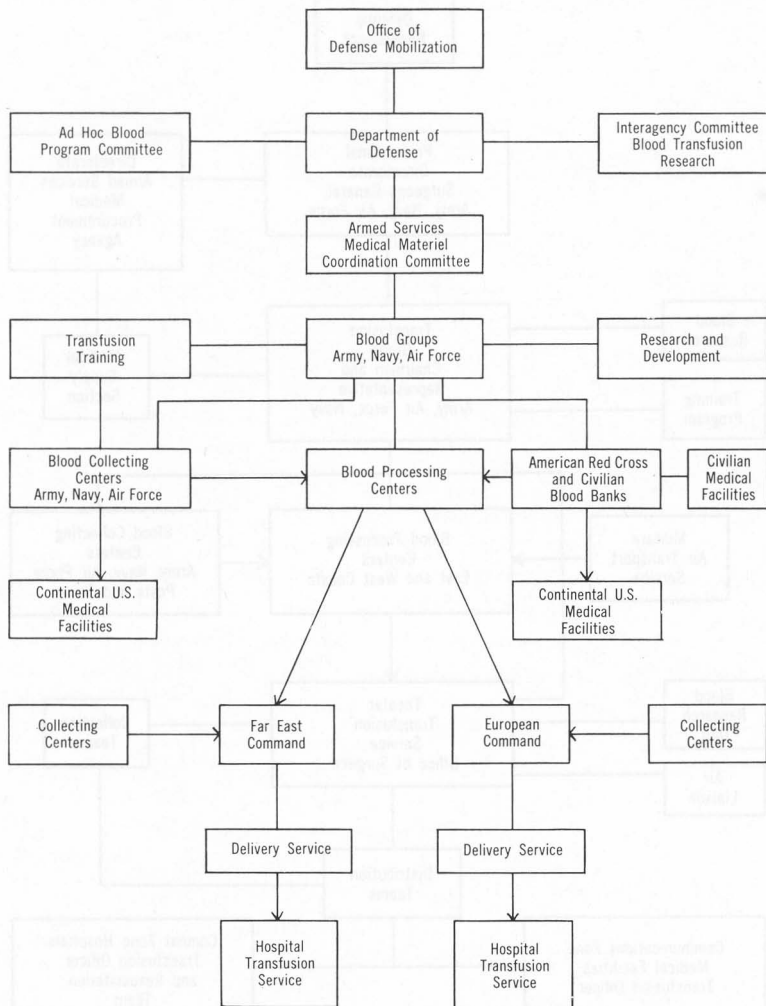 Office of
Defense Mobilization
Ad Hoc Blood
Program Committee
Department of
Defense
Interagency Committee
Blood Transfusion
Research
Armed Services
Medical Materiel
Coordination Committee
Transfusion
Training
Blood Groups
Army, Navy, Air Force
Research and
Development
Blood Collecting
Centers
Army, Navy, Air Force
Blood Processing
Centers
American Red Cross
and Civilian
Blood Banks
Civilian
Medical
Facilities
Continental U.S.
Medical
Facilities
Continental U.S.
Medical
Facilities
Collecting
Centers
Far East
Command
European
Command
Collecting
Centers
Delivery Service
Delivery Service
Hospital
Transfusion
Service
Hospital
Transfusion
Service